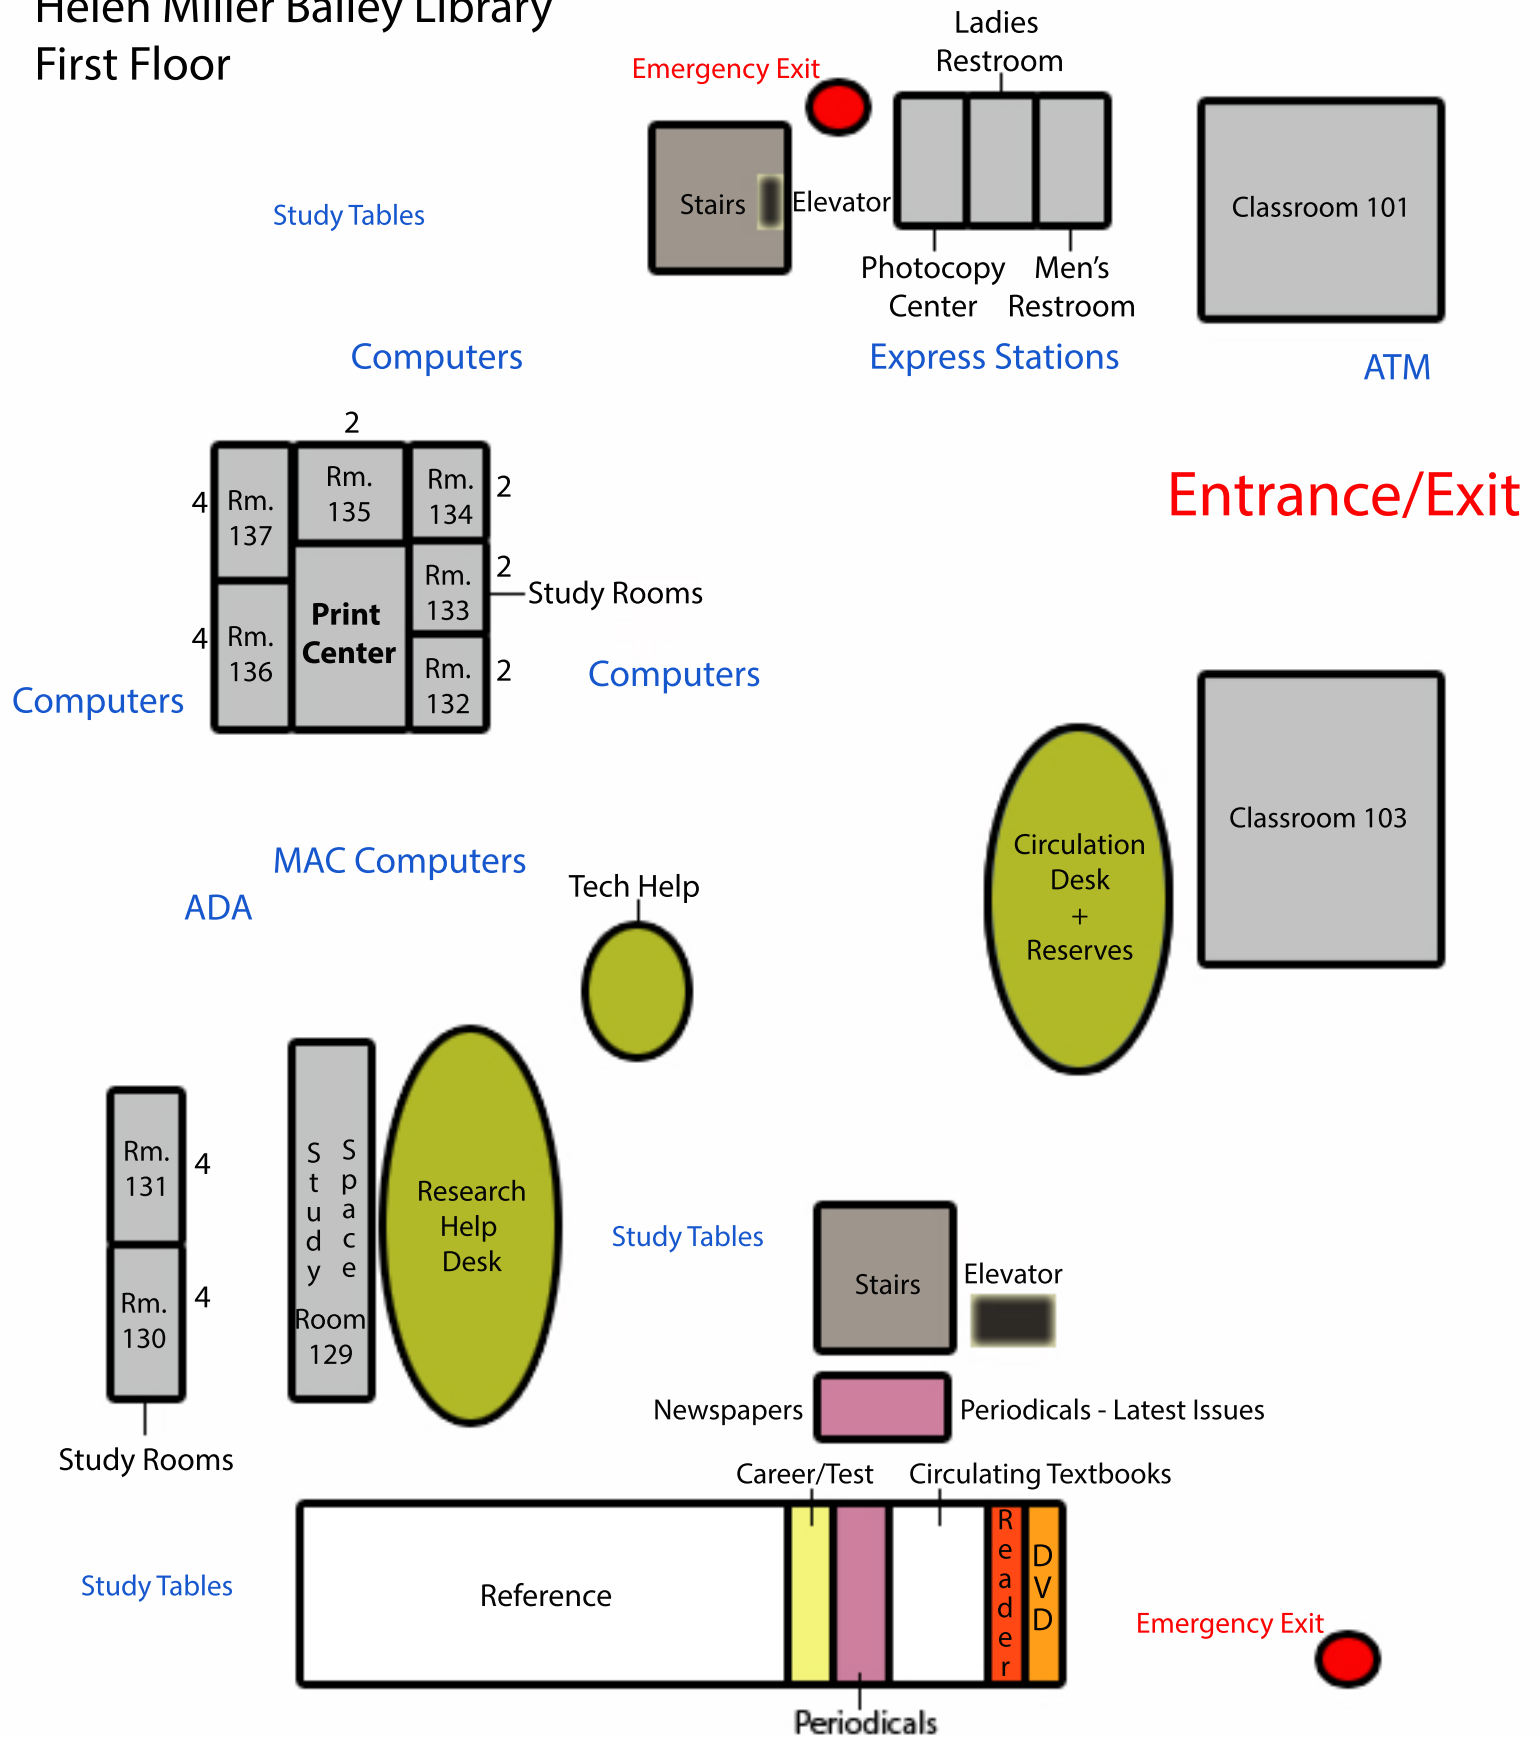 Helen Miller Bailey Library
First Floor
Ladies
Restroom
Emergency Exit
Stairs
Elevator
Classroom 101
Study Tables
Photocopy
Center
Men's
Restroom
Computers
Express Stations
ATM
2
4
Rm.
137
Rm.
135
Rm.
134
2
Entrance/Exit
Rm.
133
2
Study Rooms
Print
Center
4
Rm.
136
Rm.
132
2
Computers
Computers
Classroom 103
Circulation
Desk
+
Reserves
MAC Computers
ADA
Tech Help
Rm.
131
4
Rm.
130
4
Study Rooms
Study
Space
Room
129
Research
Help
Desk
Study Tables
Stairs
Elevator
Newspapers
Periodicals - Latest Issues
Career/Test
Circulating Textbooks
Study Tables
Reference
Reader
DVD
Emergency Exit
Periodicals